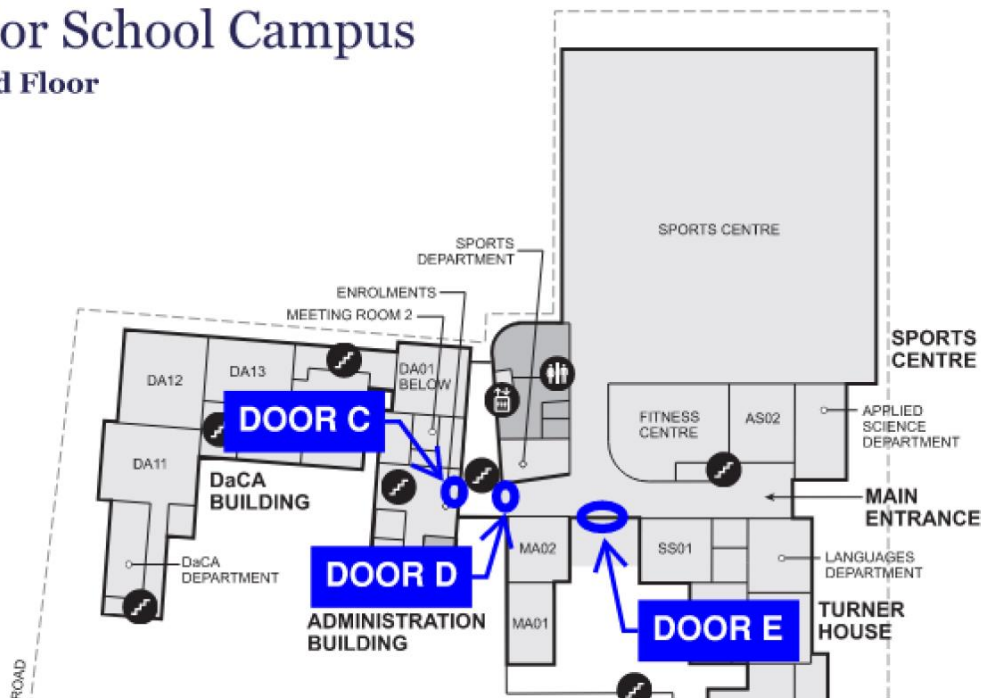 or School Campus
d Floor
SPORTS CENTRE
SPORTS
DEPARTMENT
ENROLMENTS
MEETING ROOM 2
SPORTS
CENTRE
DA12
DA13
DA01
BELOW
DOOR C
FITNESS
CENTRE
AS02
APPLIED
SCIENCE
DEPARTMENT
DA11
DaCA
BUILDING
MAIN
ENTRANCE
MA02
SS01
DaCA
DEPARTMENT
DOOR D
LANGUAGES
DEPARTMENT
ADMINISTRATION
BUILDING
MA01
DOOR E
TURNER
HOUSE
ROAD